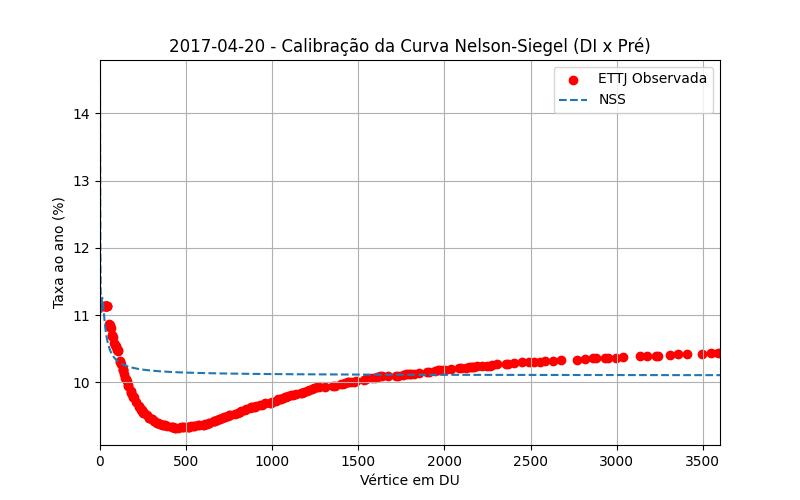 2017-04-20 - Calibração da Curva Nelson-Siegel (DI x Pré)
ETTJ Observada
NSS
Taxa ao ano (%)
14
13
12
11
10
0
500
1000
1500
2000
2500
3000
3500
Vértice em DU